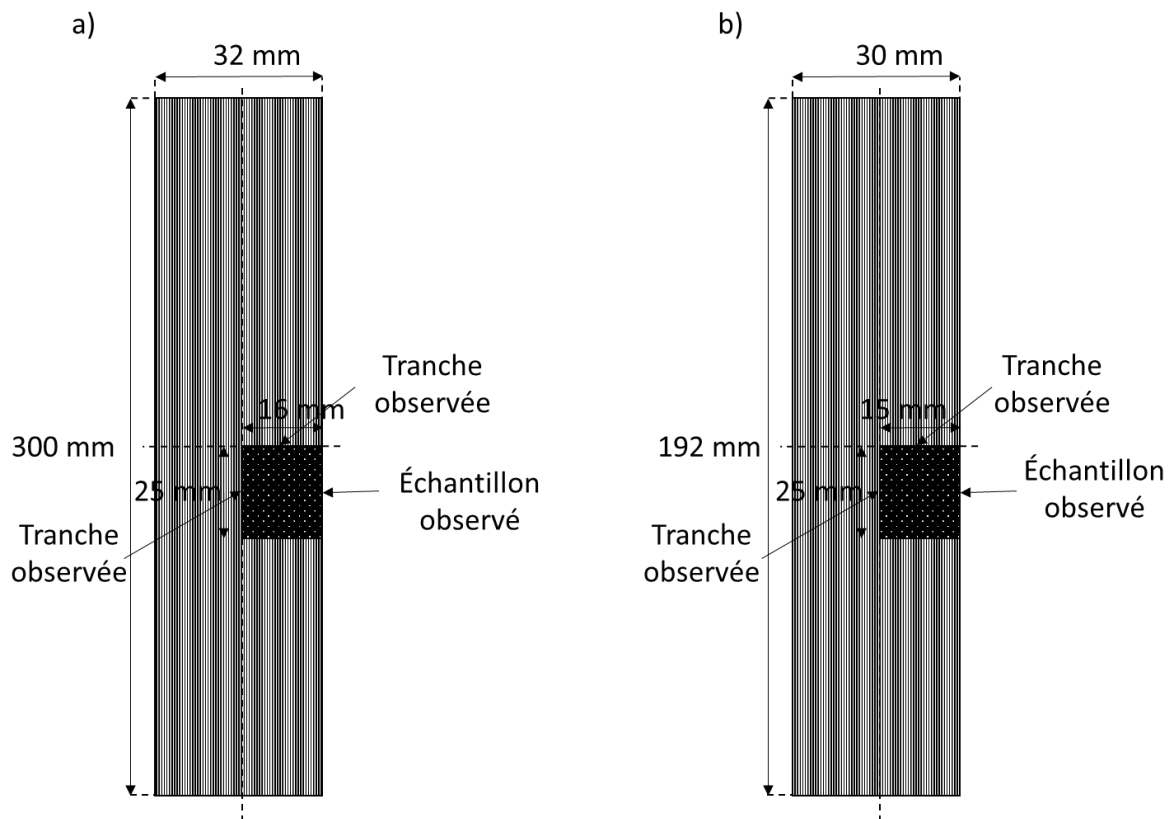 a)
32 mm
Tranche
observée
16 mm
300 mm
25 mm
Échantillon
observé
Tranche
observée
b)
30 mm
Tranche
observée
15 mm
192 mm
25 mm
Échantillon
observé
Tranche
observée